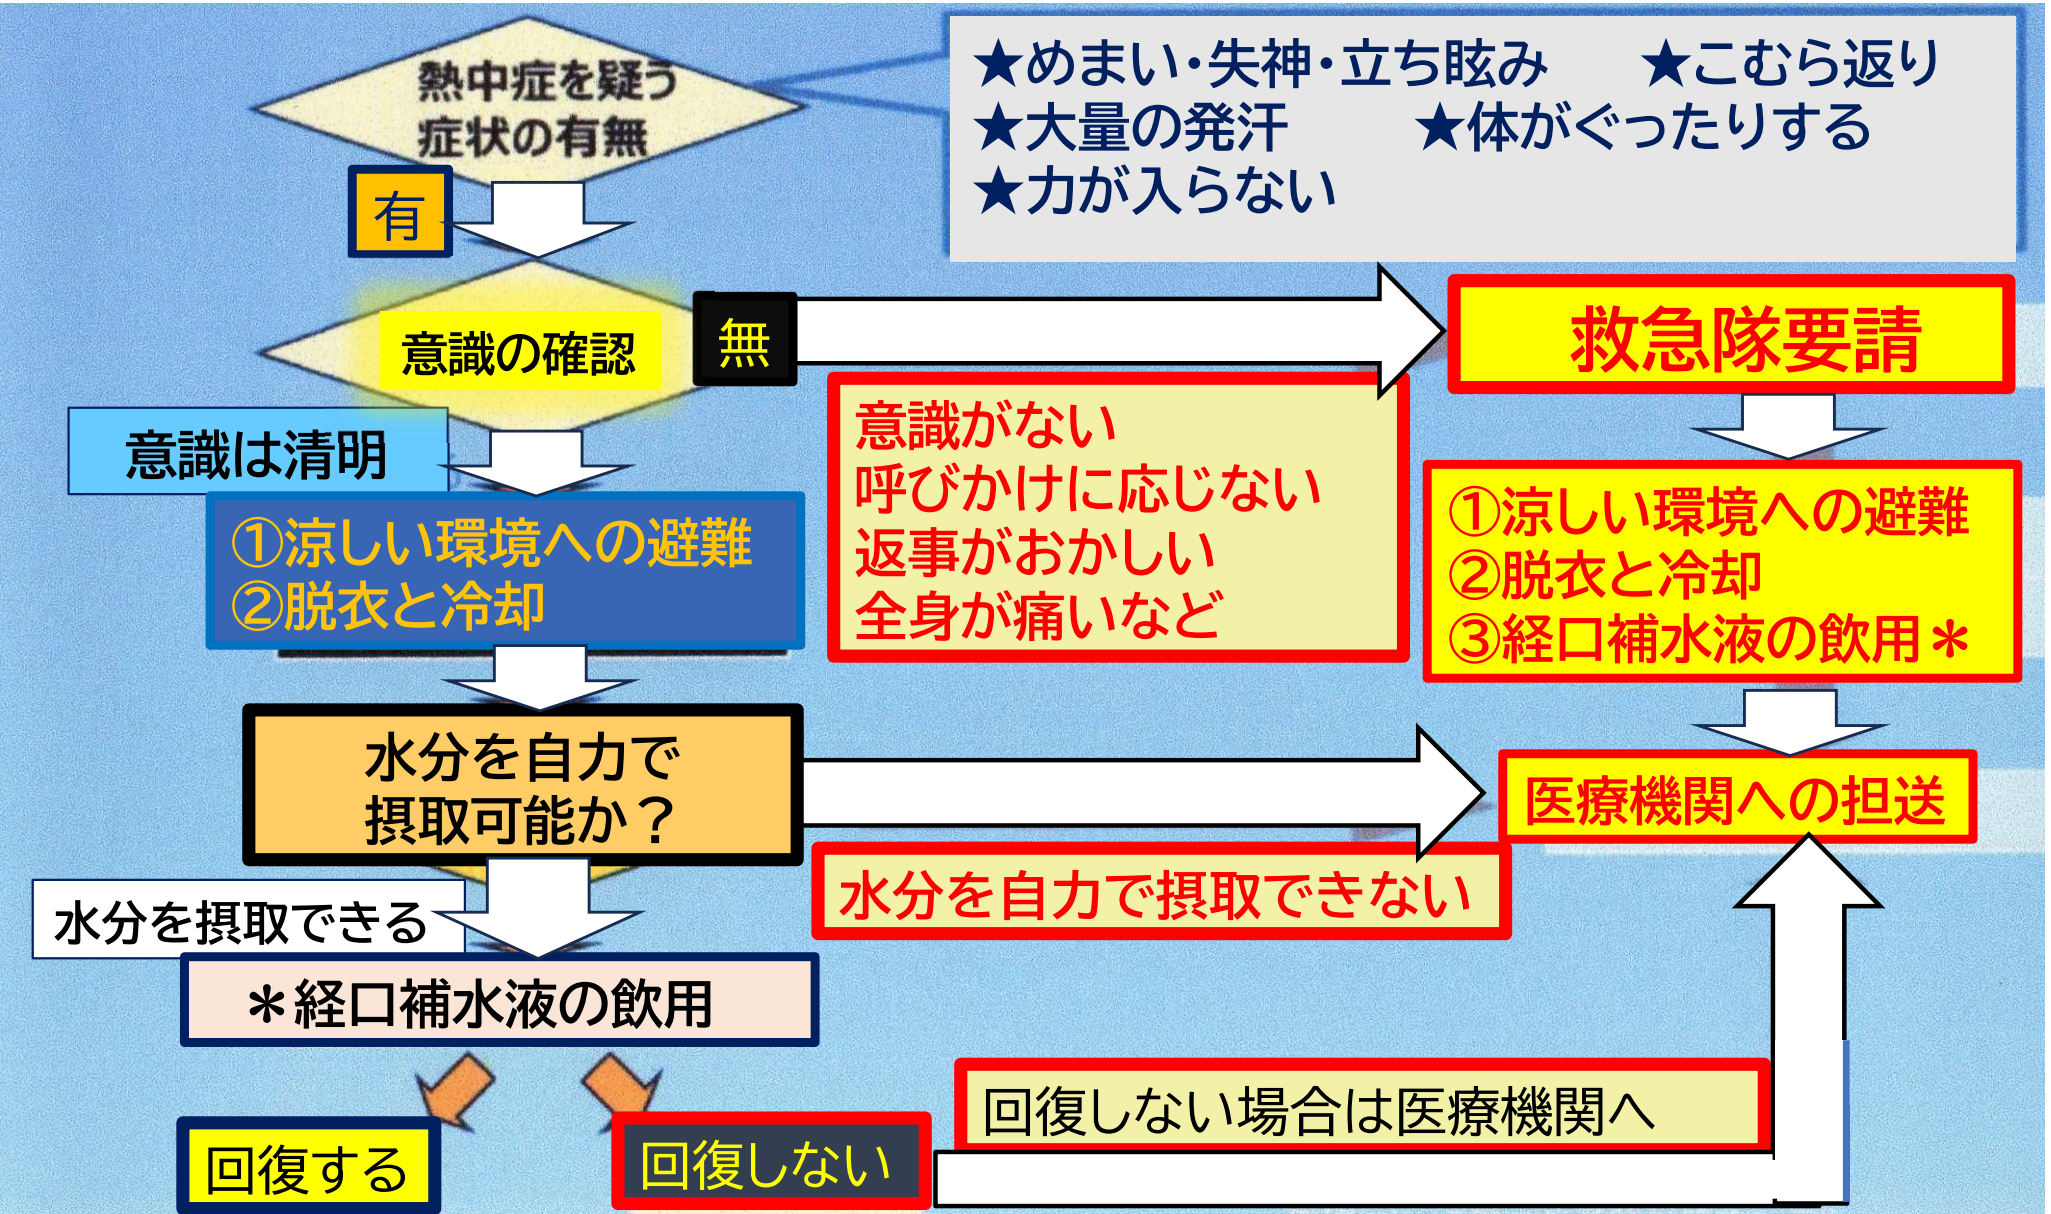 熱中症を疑う
症状の有無
★めまい・失神・立ち眩み　★こむら返り
★大量の発汗　★体がぐったりする
★力が入らない
有
意識の確認
無
救急隊要請
意識は清明
意識がない
呼びかけに応じない
返事がおかしい
全身が痛いなど
①涼しい環境への避難
②脱衣と冷却
①涼しい環境への避難
②脱衣と冷却
③経口補水液の飲用＊
水分を自力で
摂取可能か？
医療機関への担送
水分を自力で摂取できない
水分を摂取できる
＊経口補水液の飲用
回復しない場合は医療機関へ
回復する
回復しない